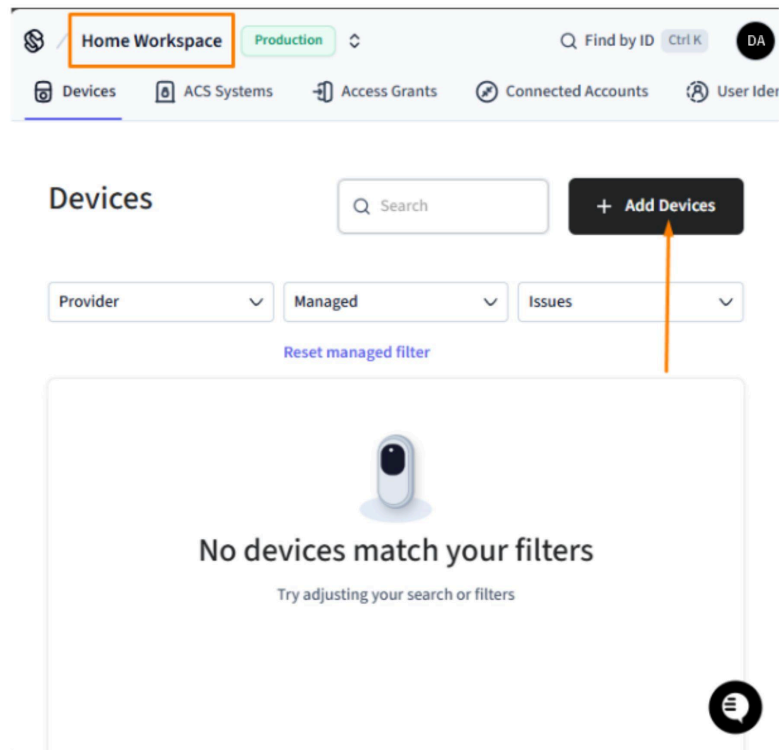 / Home Workspace Production Find by ID Ctrl K DA
Devices ACS Systems Access Grants Connected Accounts User Iden
Devices Search + Add Devices
Provider Managed Issues
Reset managed filter
No devices match your filters
Try adjusting your search or filters